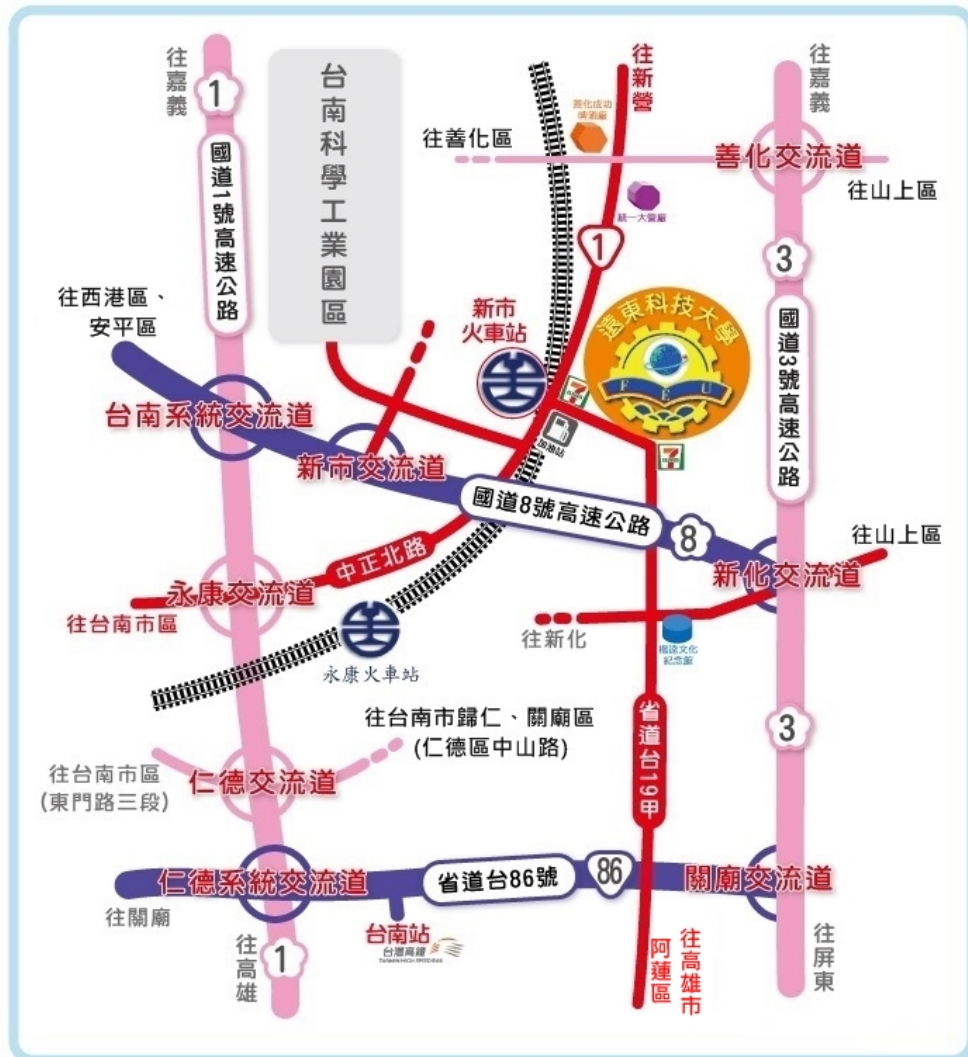 往嘉義
1
國道1號高速公路
台南科學工業園區
往新營
善化成功
啤酒廠
往善化區
善化交流道
往嘉義
往山上區
統一大營廠
1
3
國道3號高速公路
往西港區、
安平區
新市
火車站
遠東科技大學
F E U
7
ELEVEN
加油站
7
ELEVEN
台南系統交流道
新市交流道
國道8號高速公路
8
往山上區
新化交流道
中正北路
永康交流道
往台南市區
永康火車站
往新化
楊逵文化
紀念館
往台南市歸仁、關廟區
(仁德區中山路)
省道台19甲
3
往台南市區
(東門路三段)
仁德交流道
仁德系統交流道
省道台86號
86
關廟交流道
往關廟
台南站
台灣高鐵
TAIWAN HIGH SPEED RAIL
往高雄
1
往高雄市
阿蓮區
往屏東